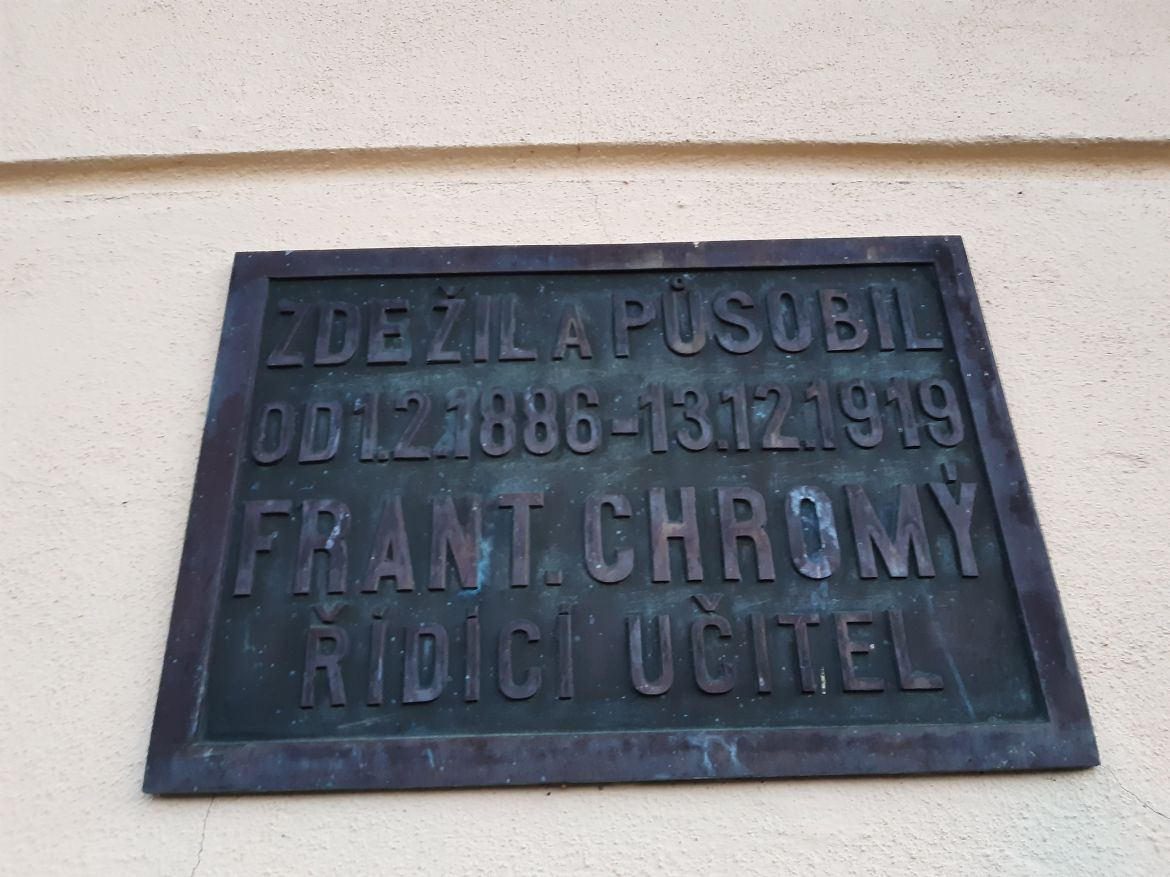 ZDE ŽIL A PŮSOBIL
OD 1.2.1886-13.12.1919
FRANT. CHROMÝ
ŘÍDÍCÍ UČITEL